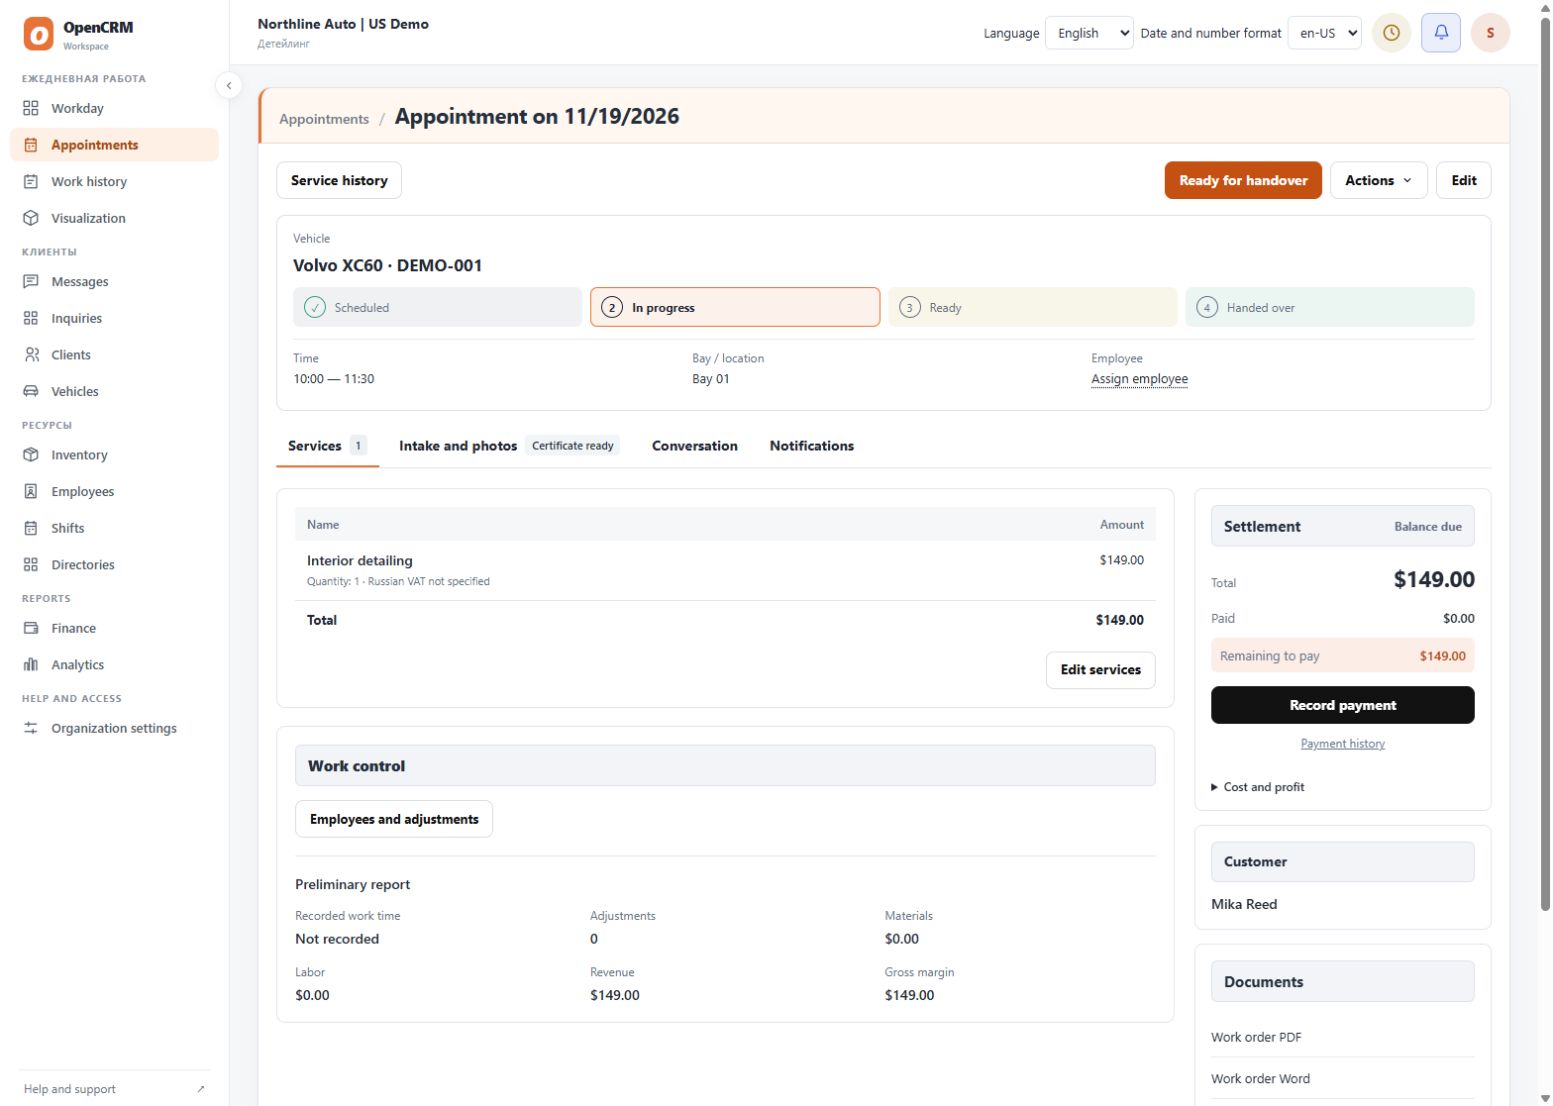 OpenCRM
Workspace
ЕЖЕДНЕВНАЯ РАБОТА
Workday
Appointments
Work history
Visualization
КЛИЕНТЫ
Messages
Inquiries
Clients
Vehicles
РЕСУРСЫ
Inventory
Employees
Shifts
Directories
REPORTS
Finance
Analytics
HELP AND ACCESS
Organization settings
Help and support ↗
Northline Auto | US Demo
Детейлинг
Language English Date and number format en-US S
Appointments / Appointment on 11/19/2026
Service history Ready for handover Actions Edit
Vehicle
Volvo XC60 · DEMO-001
✓ Scheduled 2 In progress 3 Ready 4 Handed over
Time Bay / location Employee
10:00 — 11:30 Bay 01 Assign employee
Services 1 Intake and photos Certificate ready Conversation Notifications
Name Amount
Interior detailing $149.00
Quantity: 1 · Russian VAT not specified
Total $149.00
Edit services
Work control
Employees and adjustments
Preliminary report
Recorded work time Adjustments Materials
Not recorded 0 $0.00
Labor Revenue Gross margin
$0.00 $149.00 $149.00
Settlement Balance due
Total $149.00
Paid $0.00
Remaining to pay $149.00
Record payment
Payment history
Cost and profit
Customer
Mika Reed
Documents
Work order PDF
Work order Word